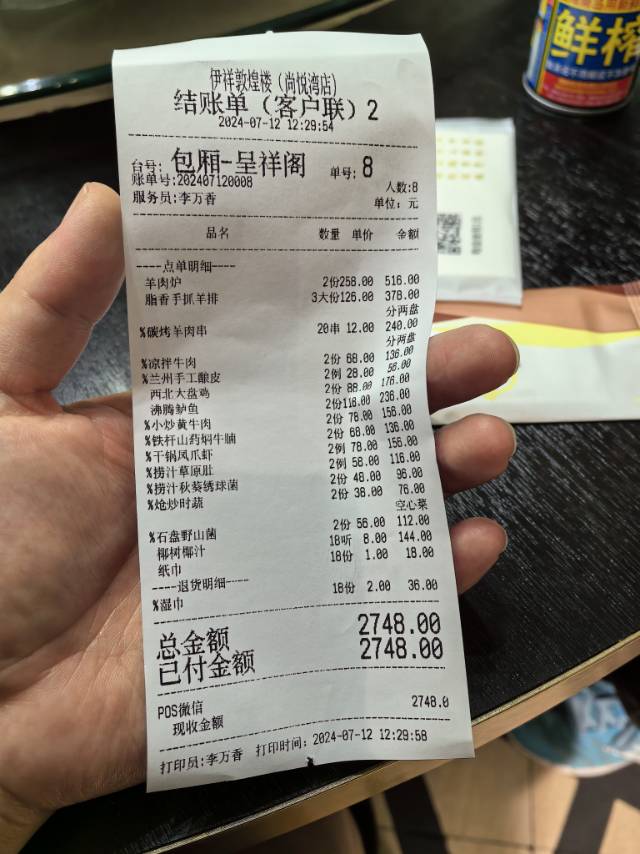 鲜榨
伊祥敦煌楼（尚悦湾店）
结账单（客户联）2
2024-07-12 12:29:54
台号: 包厢-呈祥阁 单号: 8
账单号:202407120008 人数:8
服务员:李万香 单位: 元
品名 数量 单价 金额
----点单明细----
羊肉炉 2份258.00 516.00
脂香手抓羊排 3大份126.00 378.00
分两盘
%碳烤羊肉串 20串 12.00 240.00
分两盘
%凉拌牛肉 2份 68.00 136.00
%兰州手工酿皮 2例 28.00 56.00
西北大盘鸡 2份 88.00 176.00
沸腾鲈鱼 2份118.00 236.00
%小炒黄牛肉 2份 78.00 156.00
%铁杆山药焖牛腩 2份 68.00 136.00
%干锅凤爪虾 2例 78.00 156.00
%捞汁草原肚 2例 58.00 116.00
%捞汁秋葵绣球菌 2份 48.00 96.00
%炝炒时蔬 2份 38.00 76.00
空心菜
%石盘野山菌 2份 56.00 112.00
椰树椰汁 18听 8.00 144.00
纸巾 18份 1.00 18.00
----退货明细----
%湿巾 18份 2.00 36.00
总金额 2748.00
已付金额 2748.00
POS微信 2748.0
现收金额
打印员:李万香 打印时间: 2024-07-12 12:29:58